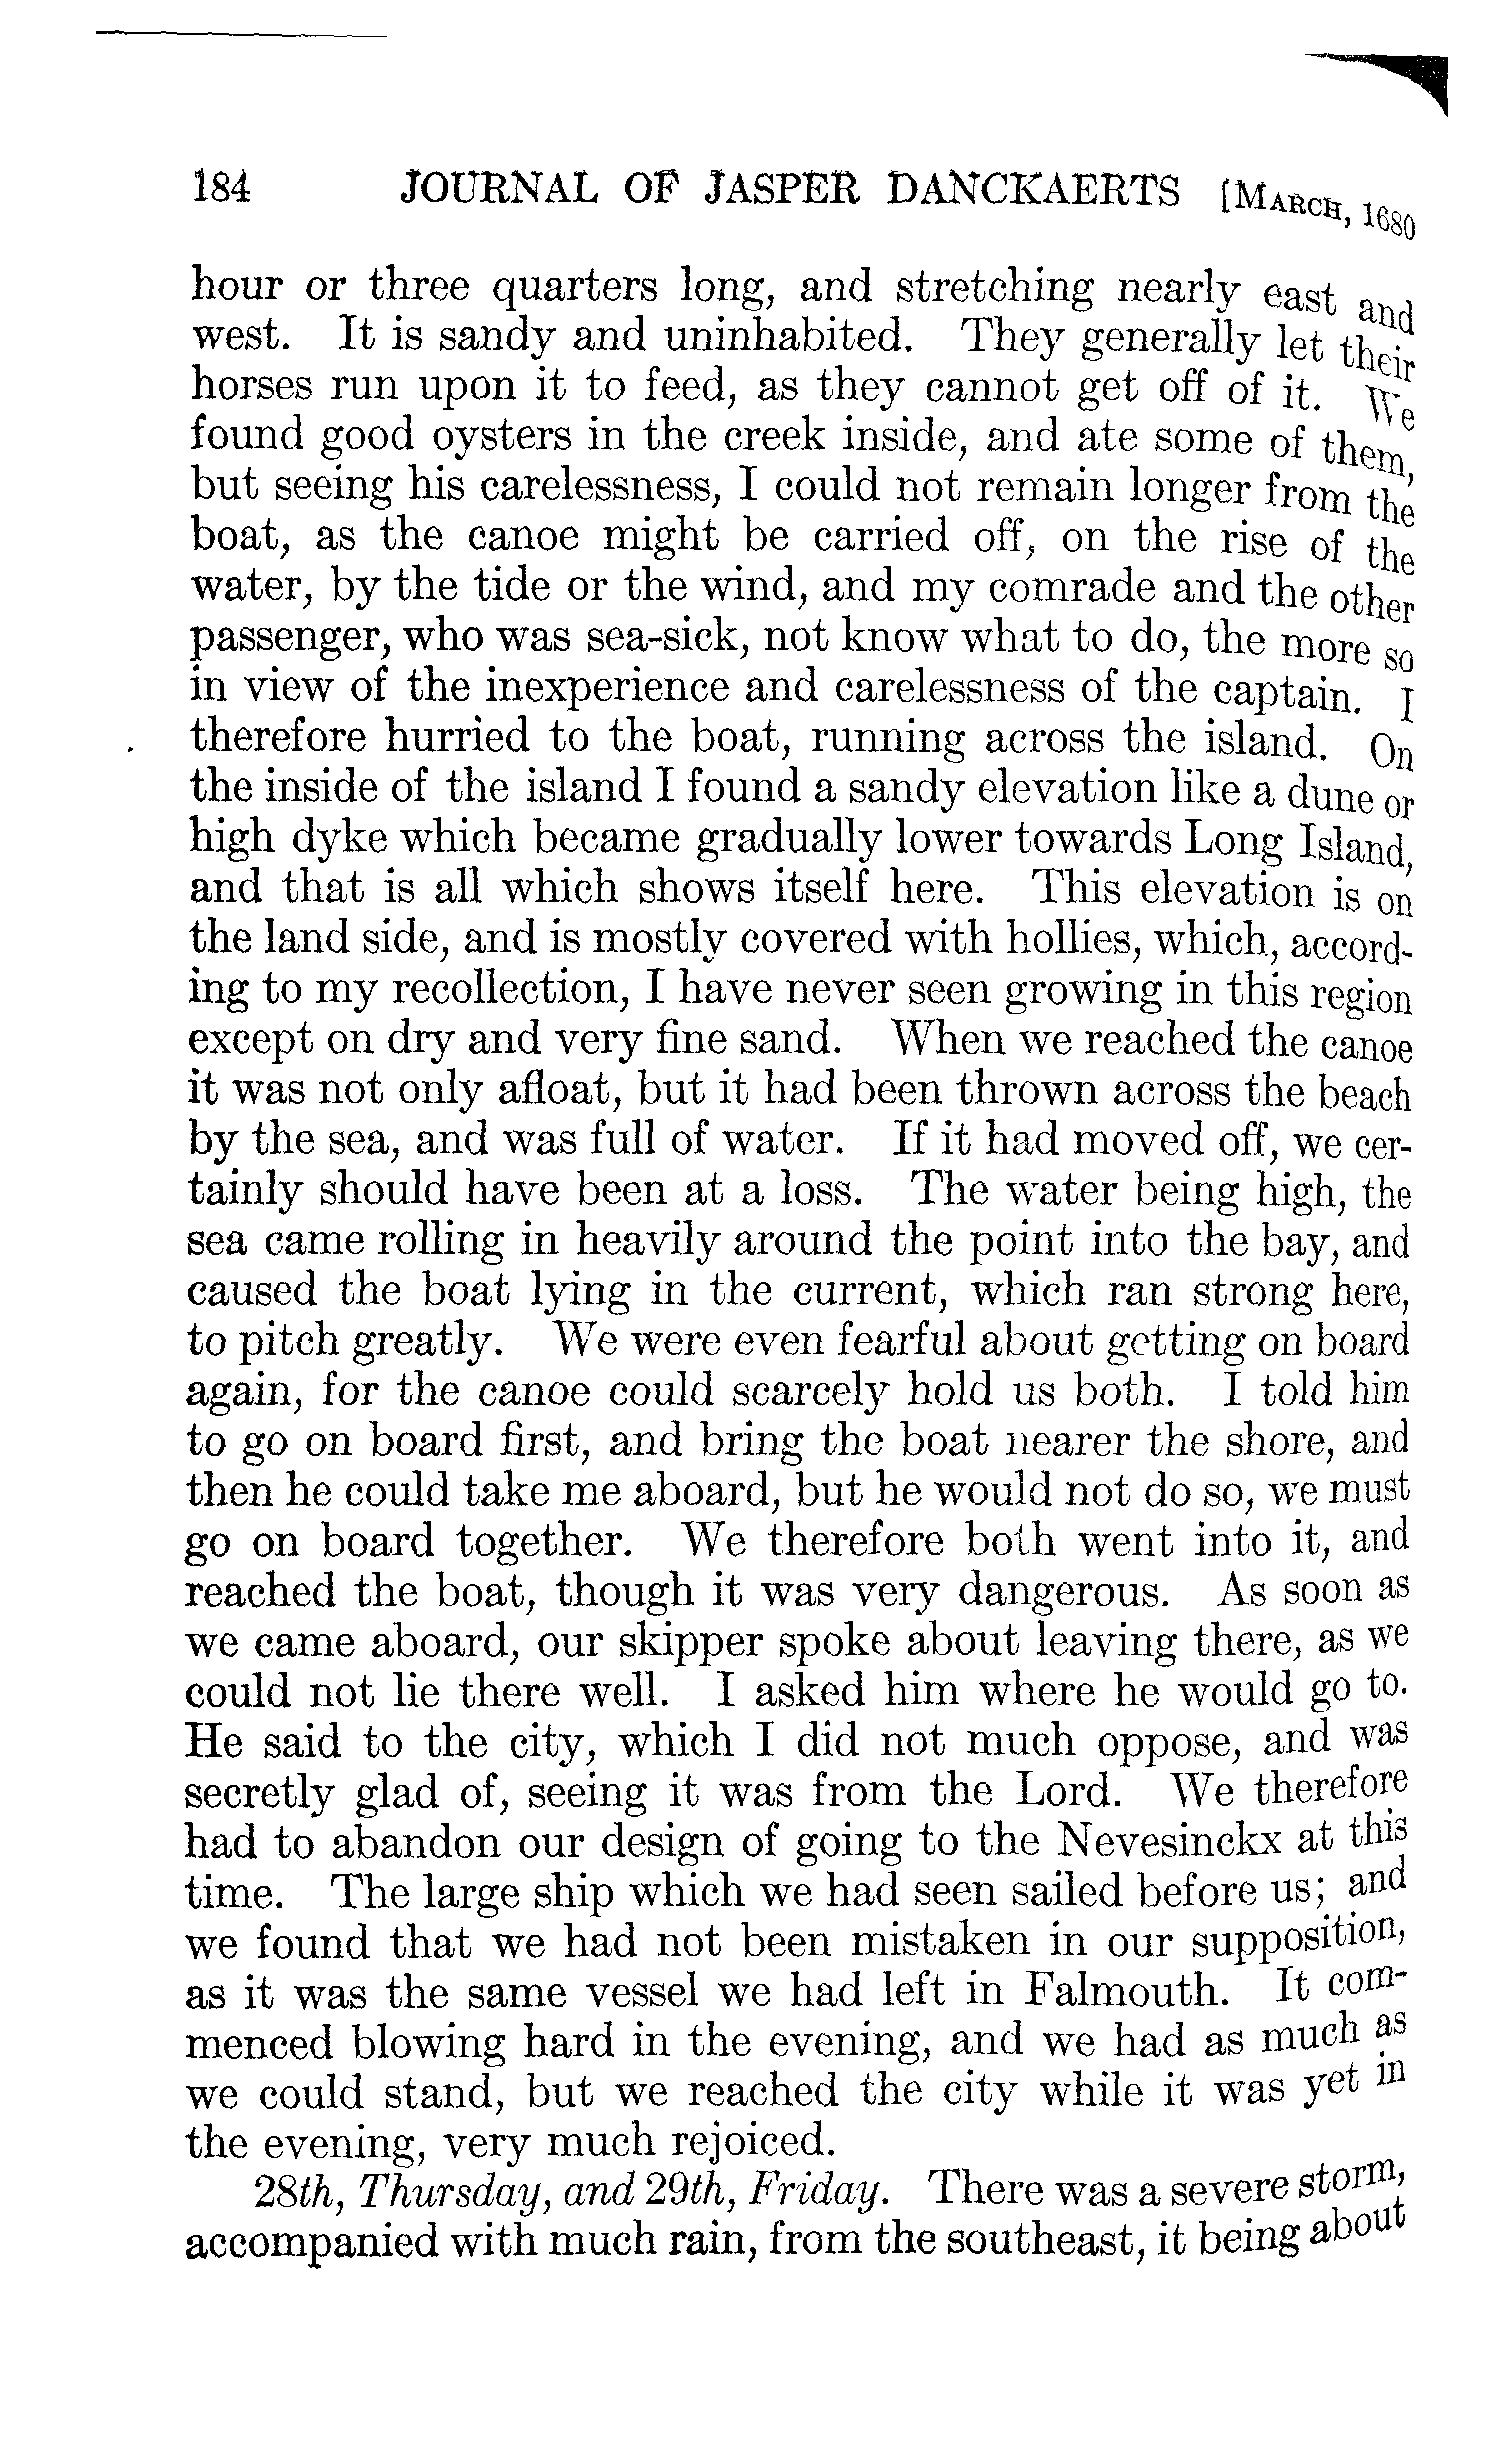 184 JOURNAL OF JASPER DANCKAERTS [MARCH, 1680
hour or three quarters long, and stretching nearly east and
west. It is sandy and uninhabited. They generally let their
horses run upon it to feed, as they cannot get off of it. We
found good oysters in the creek inside, and ate some of them,
but seeing his carelessness, I could not remain longer from the
boat, as the canoe might be carried off, on the rise of the
water, by the tide or the wind, and my comrade and the other
passenger, who was sea-sick, not know what to do, the more so
in view of the inexperience and carelessness of the captain. I
therefore hurried to the boat, running across the island. On
the inside of the island I found a sandy elevation like a dune or
high dyke which became gradually lower towards Long Island,
and that is all which shows itself here. This elevation is on
the land side, and is mostly covered with hollies, which, accord-
ing to my recollection, I have never seen growing in this region
except on dry and very fine sand. When we reached the canoe
it was not only afloat, but it had been thrown across the beach
by the sea, and was full of water. If it had moved off, we cer-
tainly should have been at a loss. The water being high, the
sea came rolling in heavily around the point into the bay, and
caused the boat lying in the current, which ran strong here,
to pitch greatly. We were even fearful about getting on board
again, for the canoe could scarcely hold us both. I told him
to go on board first, and bring the boat nearer the shore, and
then he could take me aboard, but he would not do so, we must
go on board together. We therefore both went into it, and
reached the boat, though it was very dangerous. As soon as
we came aboard, our skipper spoke about leaving there, as we
could not lie there well. I asked him where he would go to.
He said to the city, which I did not much oppose, and was
secretly glad of, seeing it was from the Lord. We therefore
had to abandon our design of going to the Nevesinckx at this
time. The large ship which we had seen sailed before us; and
we found that we had not been mistaken in our supposition,
as it was the same vessel we had left in Falmouth. It com-
menced blowing hard in the evening, and we had as much as
we could stand, but we reached the city while it was yet in
the evening, very much rejoiced.
28th, Thursday, and 29th, Friday. There was a severe storm,
accompanied with much rain, from the southeast, it being about